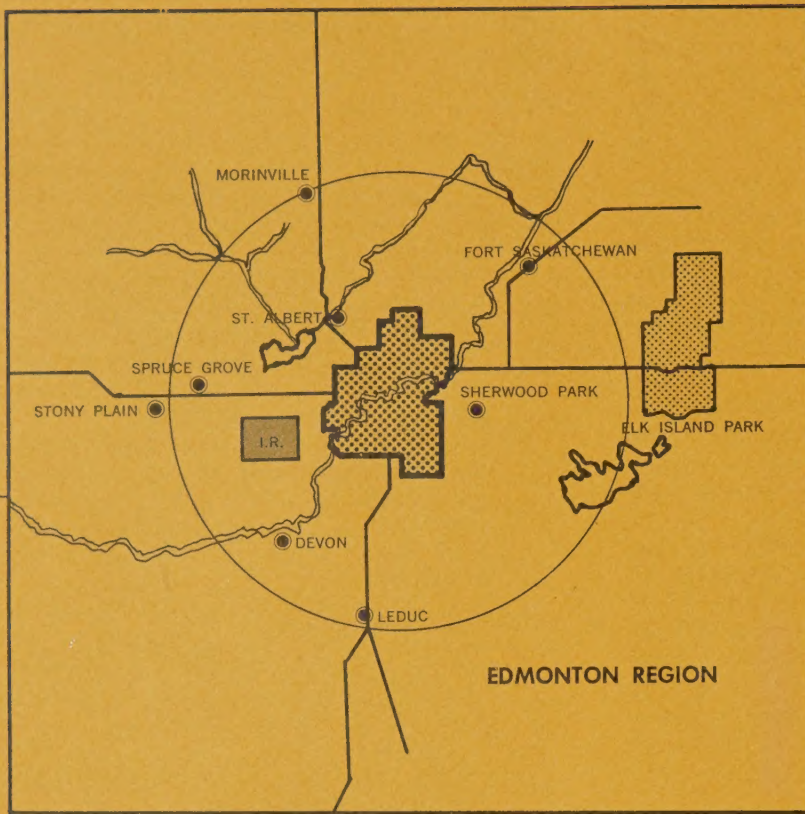 MORINVILLE
FORT SASKATCHEWAN
ST. ALBERT
SPRUCE GROVE
STONY PLAIN
SHERWOOD PARK
I.R.
ELK ISLAND PARK
DEVON
LEDUC
EDMONTON REGION